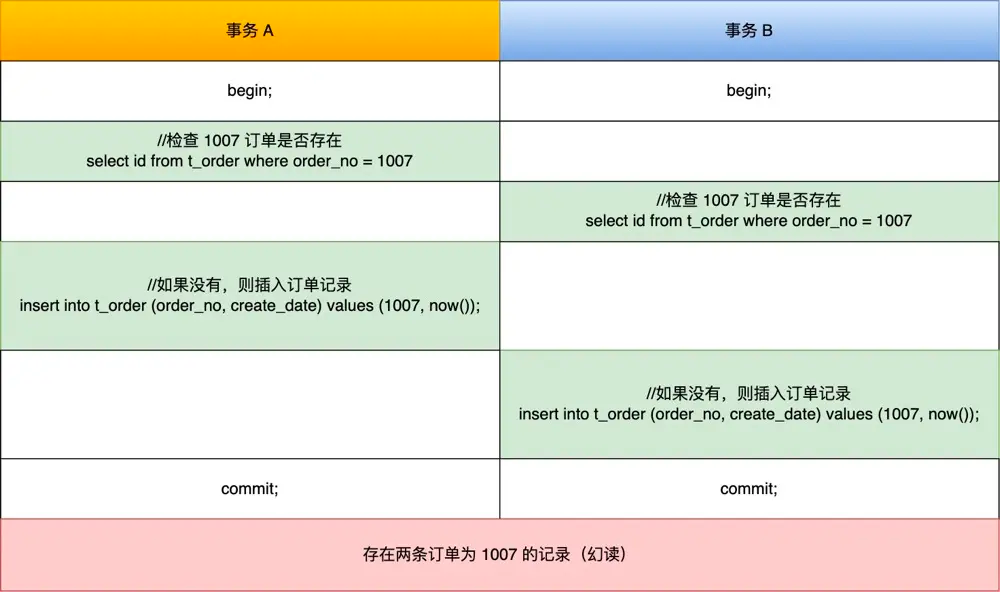 事务 A
事务 B
begin;
begin;
//检查 1007 订单是否存在
select id from t_order where order_no = 1007
//检查 1007 订单是否存在
select id from t_order where order_no = 1007
//如果没有，则插入订单记录
insert into t_order (order_no, create_date) values (1007, now());
//如果没有，则插入订单记录
insert into t_order (order_no, create_date) values (1007, now());
commit;
commit;
存在两条订单为 1007 的记录（幻读）